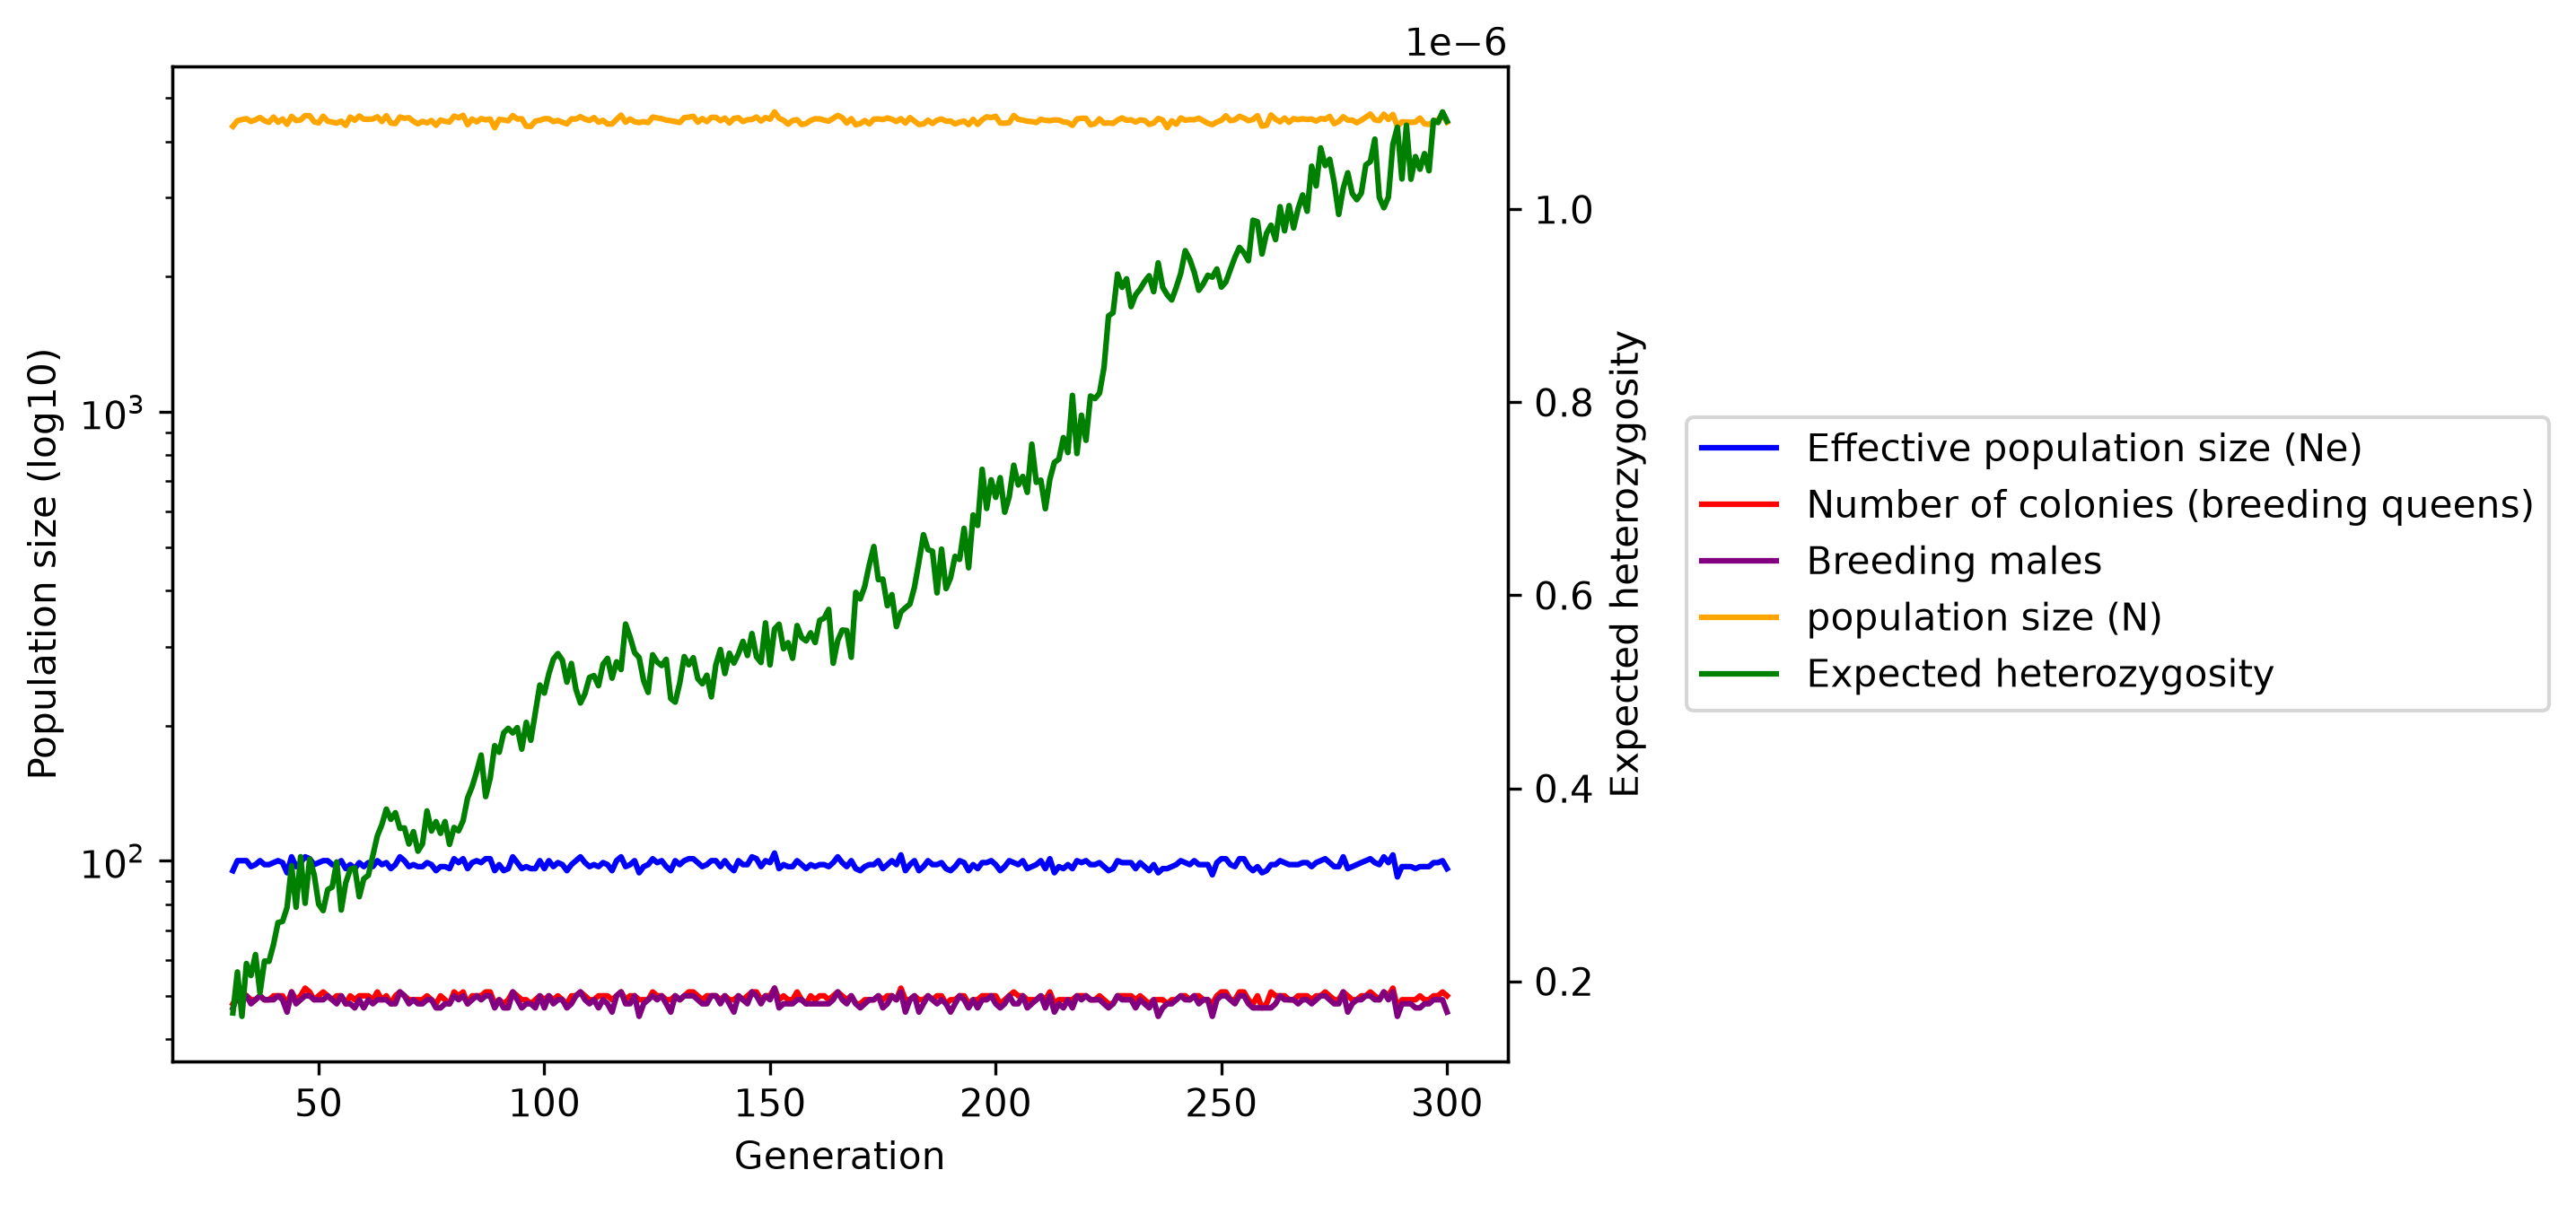 1e−6
Population size (log10)
10³
10²
1.0
0.8
0.6
0.4
0.2
Expected heterozygosity
50 100 150 200 250 300
Generation
Effective population size (Ne)
Number of colonies (breeding queens)
Breeding males
population size (N)
Expected heterozygosity